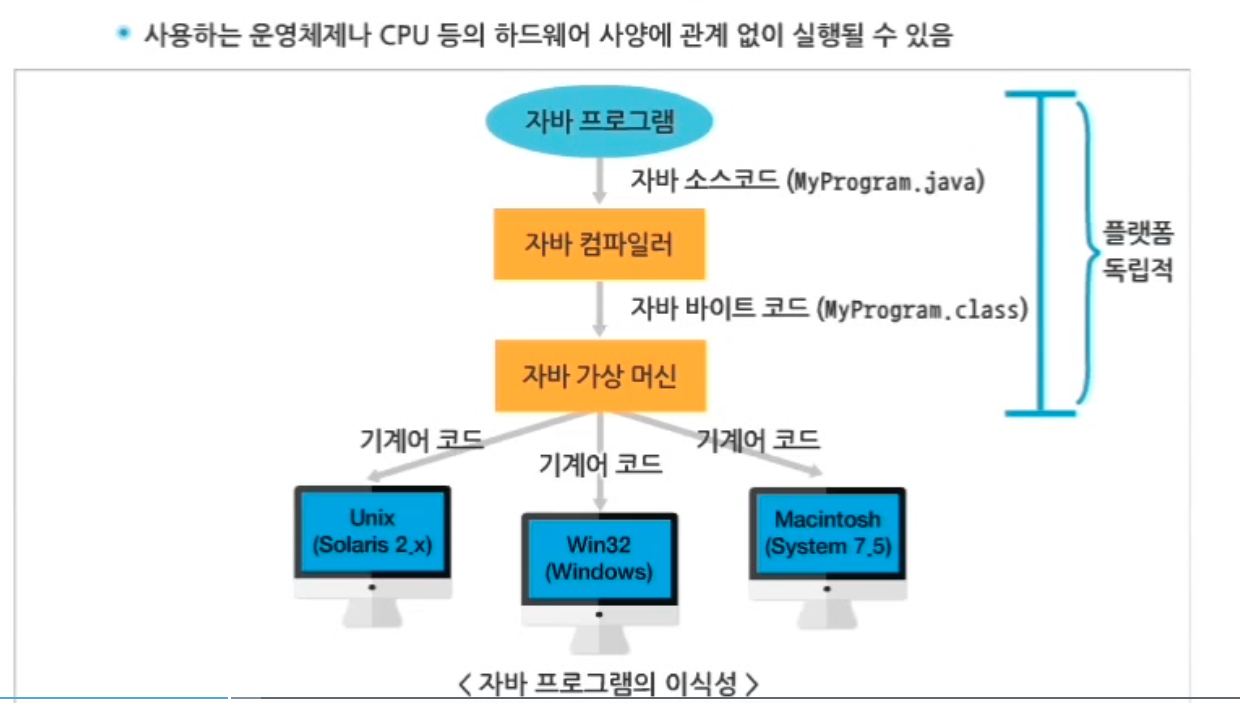 사용하는 운영체제나 CPU 등의 하드웨어 사양에 관계 없이 실행될 수 있음
자바 프로그램
자바 소스코드 (MyProgram.java)
자바 컴파일러
플랫폼
독립적
자바 바이트 코드 (MyProgram.class)
자바 가상 머신
기계어 코드
기계어 코드
기계어 코드
Unix
(Solaris 2.x)
Win32
(Windows)
Macintosh
(System 7.5)
< 자바 프로그램의 이식성 >